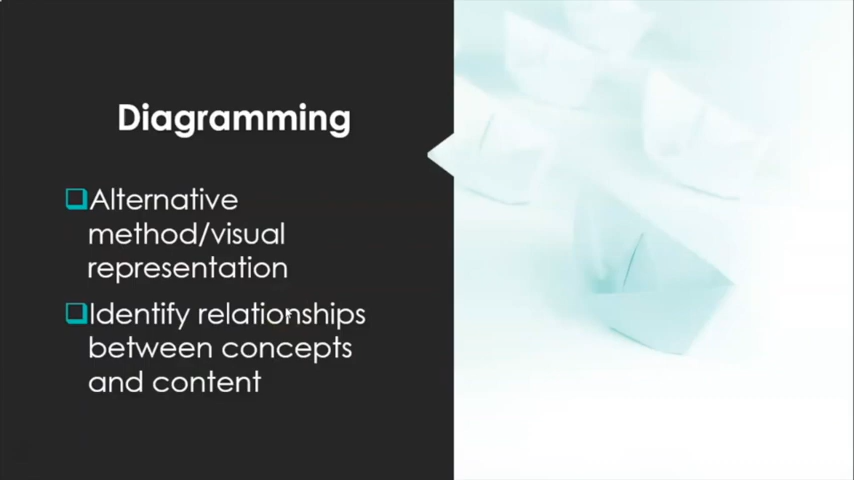 Diagramming
Alternative
method/visual
representation
Identify relationships
between concepts
and content